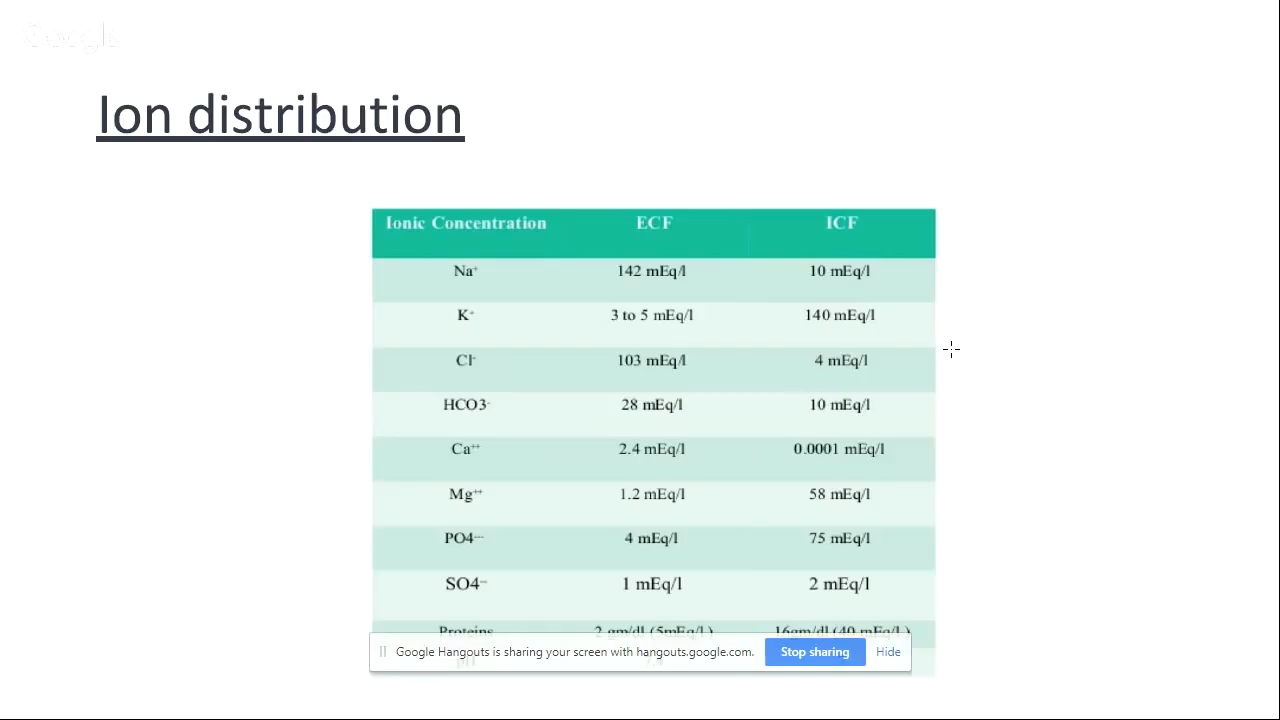 Google
Ion distribution
Ionic Concentration ECF ICF
Na⁺ 142 mEq/l 10 mEq/l
K⁺ 3 to 5 mEq/l 140 mEq/l
Cl⁻ 103 mEq/l 4 mEq/l
HCO3⁻ 28 mEq/l 10 mEq/l
Ca⁺⁺ 2.4 mEq/l 0.0001 mEq/l
Mg⁺⁺ 1.2 mEq/l 58 mEq/l
PO4⁻⁻⁻ 4 mEq/l 75 mEq/l
SO4⁻⁻ 1 mEq/l 2 mEq/l
Proteins 2 gm/dl (5mEq/L) 16gm/dl (40 mEq/L)
Google Hangouts is sharing your screen with hangouts.google.com. Stop sharing Hide